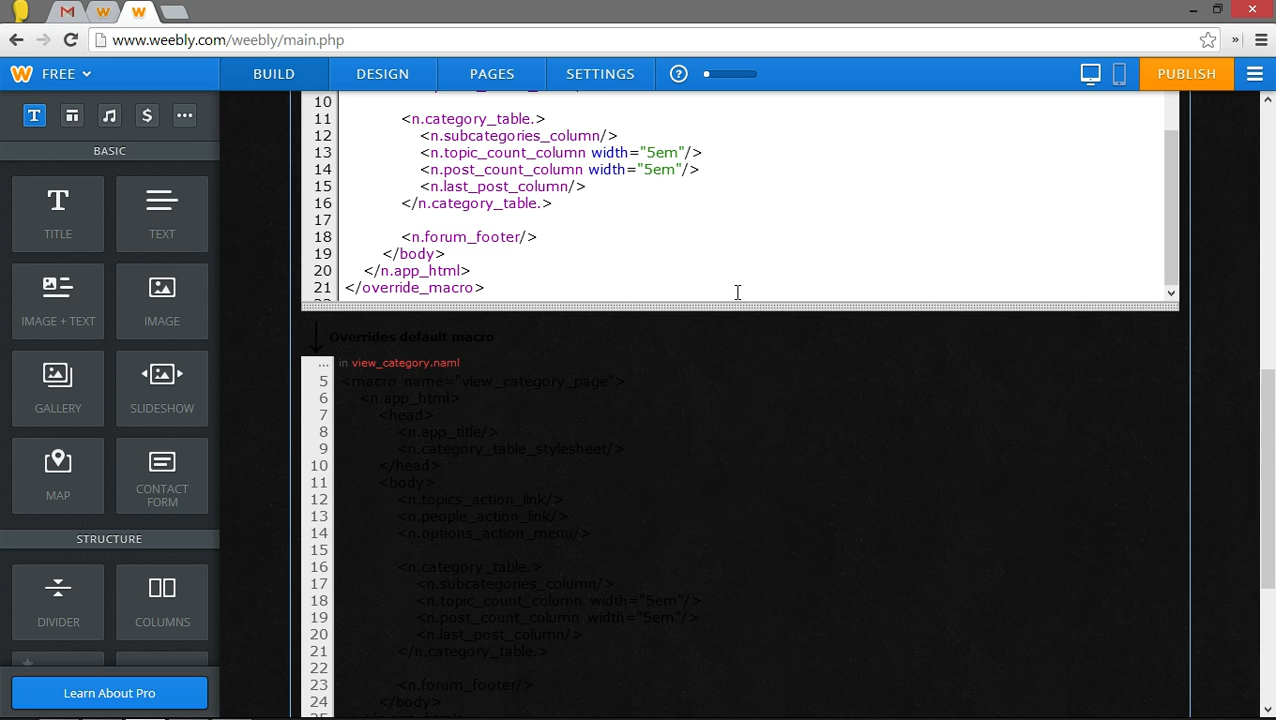 www.weebly.com/weebly/main.php
FREE
BUILD
DESIGN
PAGES
SETTINGS
?
PUBLISH
BASIC
TITLE
TEXT
IMAGE + TEXT
IMAGE
GALLERY
SLIDESHOW
MAP
CONTACT
FORM
STRUCTURE
DIVIDER
COLUMNS
Learn About Pro
10
11 <n.category_table.>
12 <n.subcategories_column/>
13 <n.topic_count_column width="5em"/>
14 <n.post_count_column width="5em"/>
15 <n.last_post_column/>
16 </n.category_table.>
17
18 <n.forum_footer/>
19 </body>
20 </n.app_html>
21 </override_macro>
Overrides default macro
... in view_category.naml
5 <macro name="view_category_page">
6 <n.app_html>
7 <head>
8 <n.app_title/>
9 <n.category_table_stylesheet/>
10 </head>
11 <body>
12 <n.topics_action_link/>
13 <n.people_action_link/>
14 <n.options_action_menu/>
15
16 <n.category_table.>
17 <n.subcategories_column/>
18 <n.topic_count_column width="5em"/>
19 <n.post_count_column width="5em"/>
20 <n.last_post_column/>
21 </n.category_table.>
22
23 <n.forum_footer/>
24 </body>